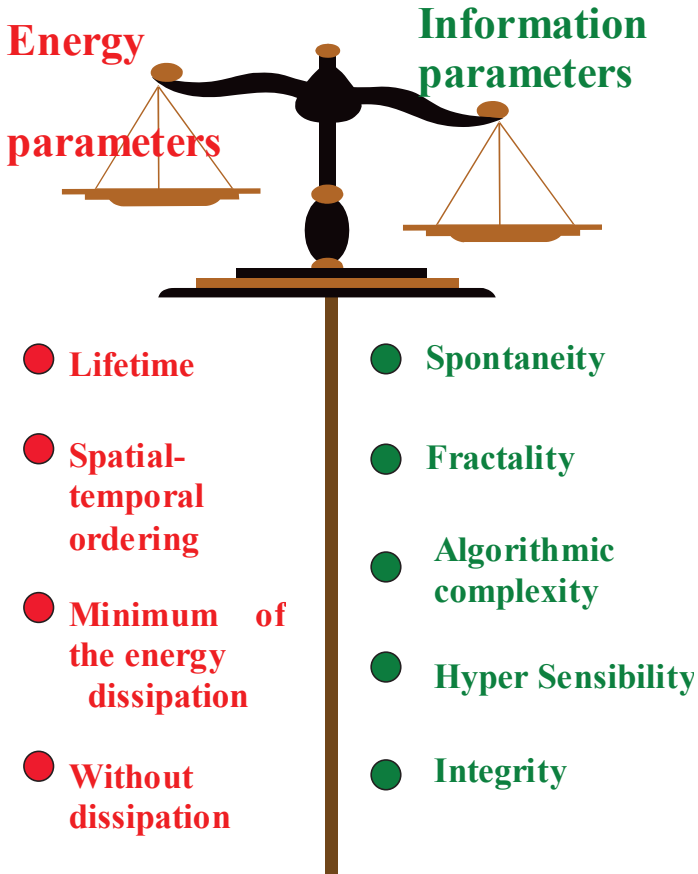 Energy
parameters
Information
parameters
Lifetime
Spatial-
temporal
ordering
Minimum of
the energy
dissipation
Without
dissipation
Spontaneity
Fractality
Algorithmic
complexity
Hyper Sensibility
Integrity